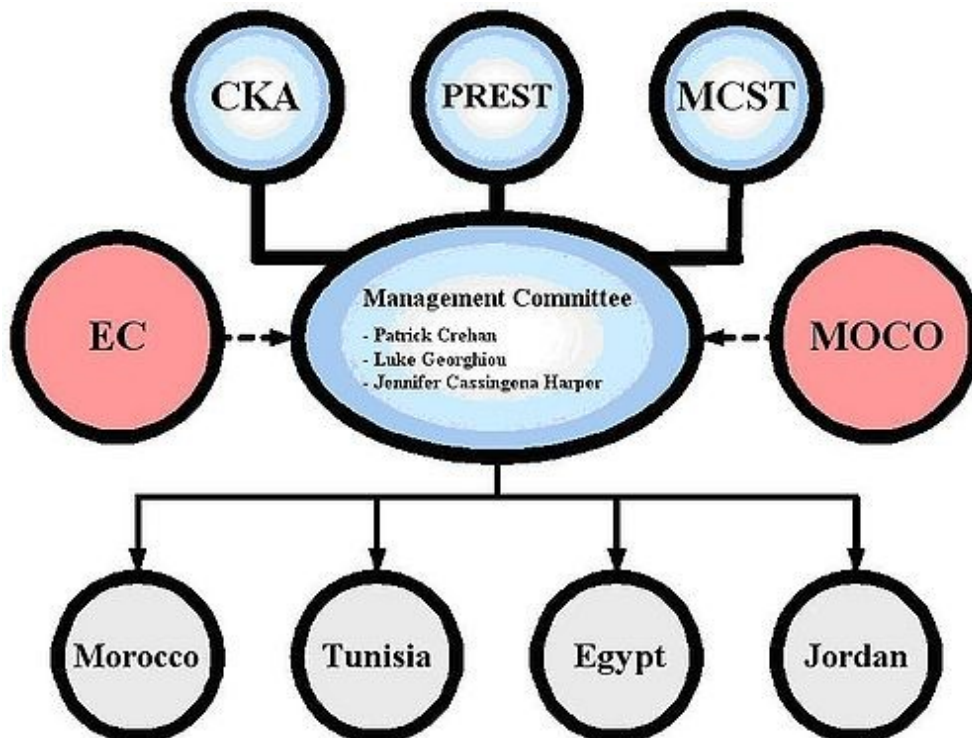 CKA
PREST
MCST
EC
Management Committee
- Patrick Crehan
- Luke Georghiou
- Jennifer Cassingena Harper
MOCO
Morocco
Tunisia
Egypt
Jordan